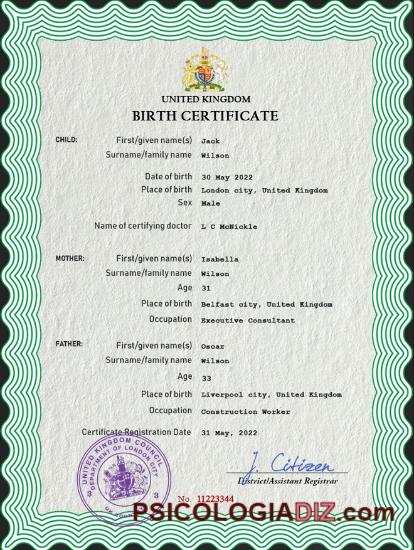 UNITED KINGDOM
BIRTH CERTIFICATE
CHILD: First/given name(s) Jack
Surname/family name Wilson
Date of birth 30 May 2022
Place of birth London city, United Kingdom
Sex Male
Name of certifying doctor L C McNickle
MOTHER: First/given name(s) Isabella
Surname/family name Wilson
Age 31
Place of birth Belfast city, United Kingdom
Occupation Executive Consultant
FATHER: First/given name(s) Oscar
Surname/family name Wilson
Age 33
Place of birth Liverpool city, United Kingdom
Occupation Construction Worker
Certificate Registration Date 31 May, 2022
UNITED KINGDOM COUNCIL
DEPARTMENT OF LONDON CITY
3 3
J. Citizen
District/Assistant Registrar
No. 11223344
PSICOLOGIADIZ.com